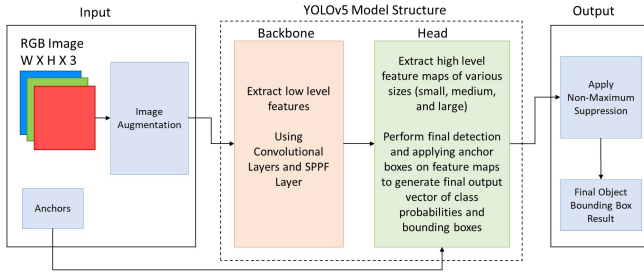 Input
YOLOv5 Model Structure
Output
RGB Image
W X H X 3
Image
Augmentation
Anchors
Backbone
Extract low level
features
Using
Convolutional
Layers and SPPF
Layer
Head
Extract high level
feature maps of various
sizes (small, medium,
and large)
Perform final detection
and applying anchor
boxes on feature maps
to generate final output
vector of class
probabilities and
bounding boxes
Apply
Non-Maximum
Suppression
Final Object
Bounding Box
Result